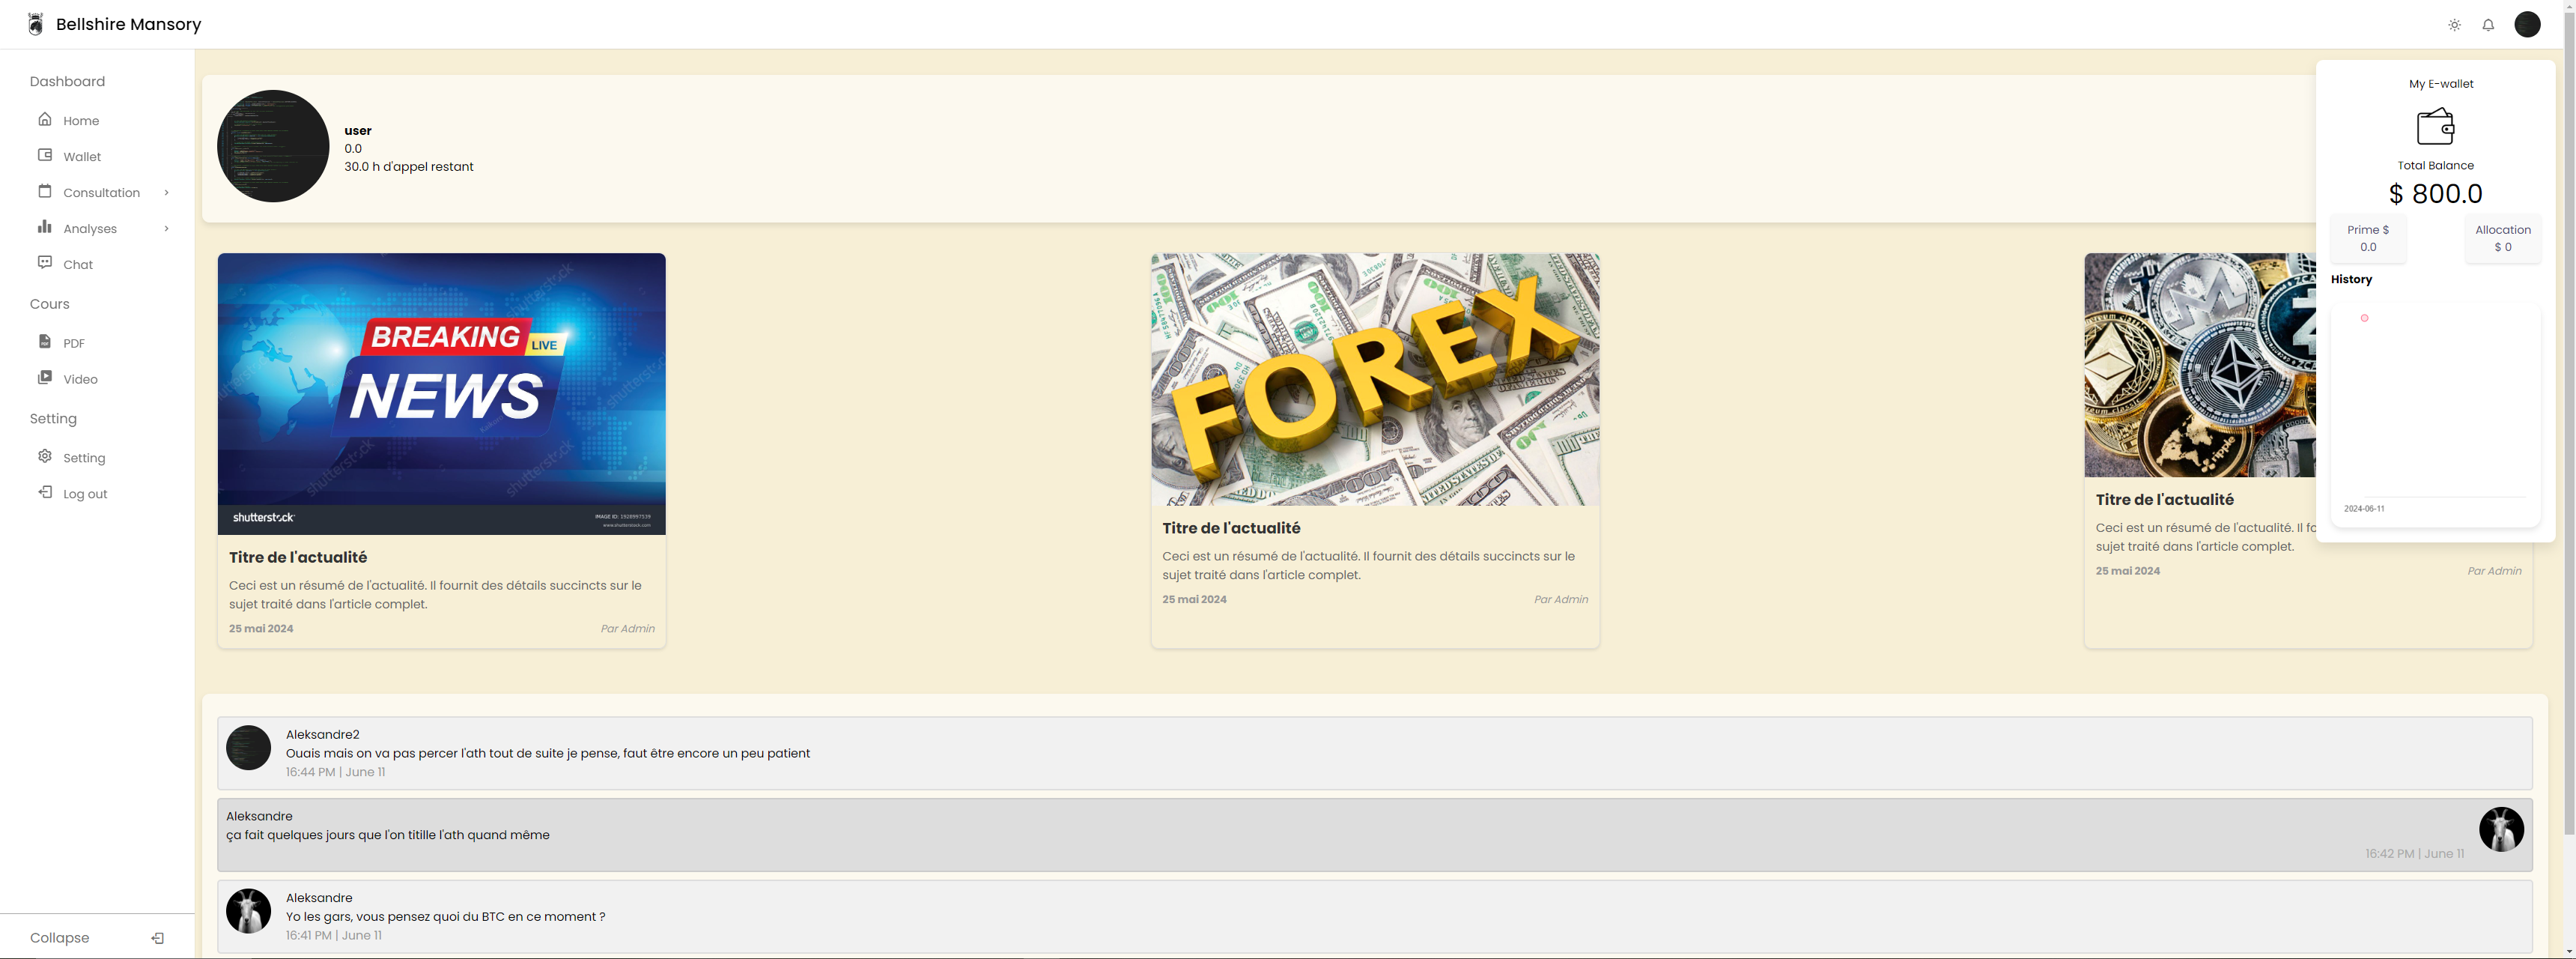 Bellshire Mansory
Dashboard
Home
Wallet
Consultation
Analyses
Chat
Cours
PDF
Video
Setting
Setting
Log out
Collapse
user
0.0
30.0 h d'appel restant
My E-wallet
Total Balance
$ 800.0
Prime $
0.0
Allocation
$ 0
History
2024-06-11
BREAKING
LIVE
NEWS
shutterstock
IMAGE ID: 1928997539
www.shutterstock.com
Titre de l'actualité
Ceci est un résumé de l'actualité. Il fournit des détails succincts sur le
sujet traité dans l'article complet.
25 mai 2024
Par Admin
FOREX
Titre de l'actualité
Ceci est un résumé de l'actualité. Il fournit des détails succincts sur le
sujet traité dans l'article complet.
25 mai 2024
Par Admin
ripple
Titre de l'actualité
Ceci est un résumé de l'actualité. Il fo
sujet traité dans l'article complet.
25 mai 2024
Par Admin
Aleksandre2
Ouais mais on va pas percer l'ath tout de suite je pense, faut être encore un peu patient
16:44 PM | June 11
Aleksandre
ça fait quelques jours que l'on titille l'ath quand même
16:42 PM | June 11
Aleksandre
Yo les gars, vous pensez quoi du BTC en ce moment ?
16:41 PM | June 11